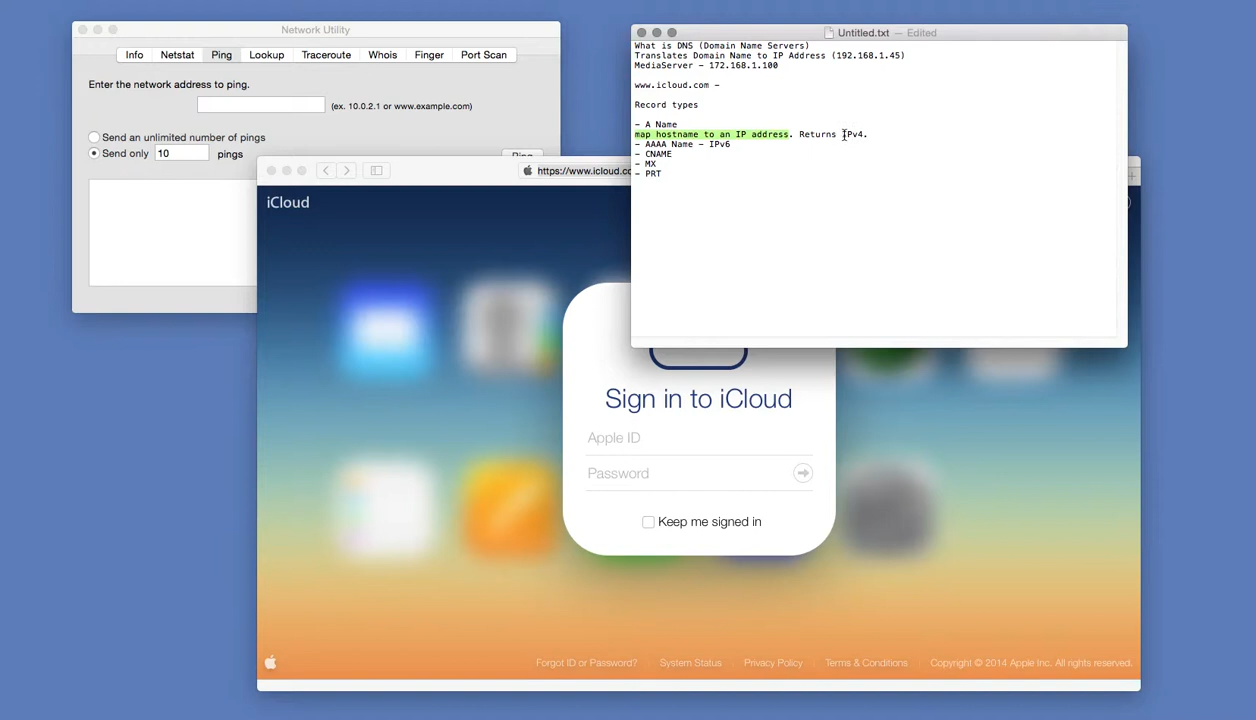 Network Utility
Info Netstat Ping Lookup Traceroute Whois Finger Port Scan
Enter the network address to ping.
(ex. 10.0.2.1 or www.example.com)
Send an unlimited number of pings
Send only 10 pings
Ping
Untitled.txt — Edited
What is DNS (Domain Name Servers)
Translates Domain Name to IP Address (192.168.1.45)
MediaServer - 172.168.1.100
www.icloud.com -
Record types
- A Name
map hostname to an IP address. Returns IPv4.
- AAAA Name - IPv6
- CNAME
- MX
- PRT
https://www.icloud.co
iCloud
Sign in to iCloud
Apple ID
Password
Keep me signed in
Forgot ID or Password? System Status Privacy Policy Terms & Conditions Copyright © 2014 Apple Inc. All rights reserved.